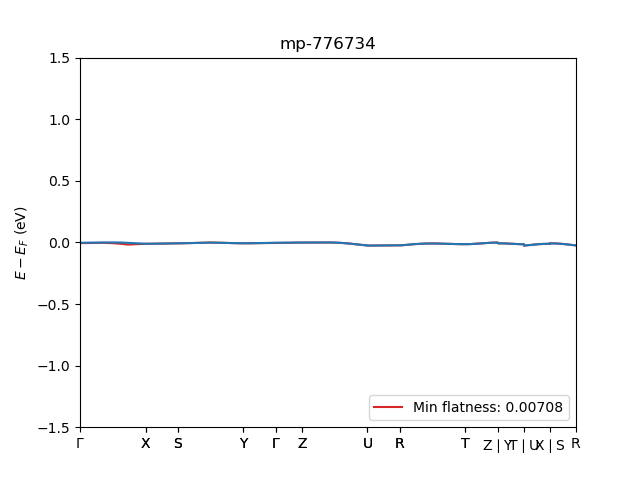 mp-776734
E − E_F (eV)
1.5
1.0
0.5
0.0
−0.5
−1.0
−1.5
Min flatness: 0.00708
Γ X S Y Γ Z U R T Z | Y T | U X | S R